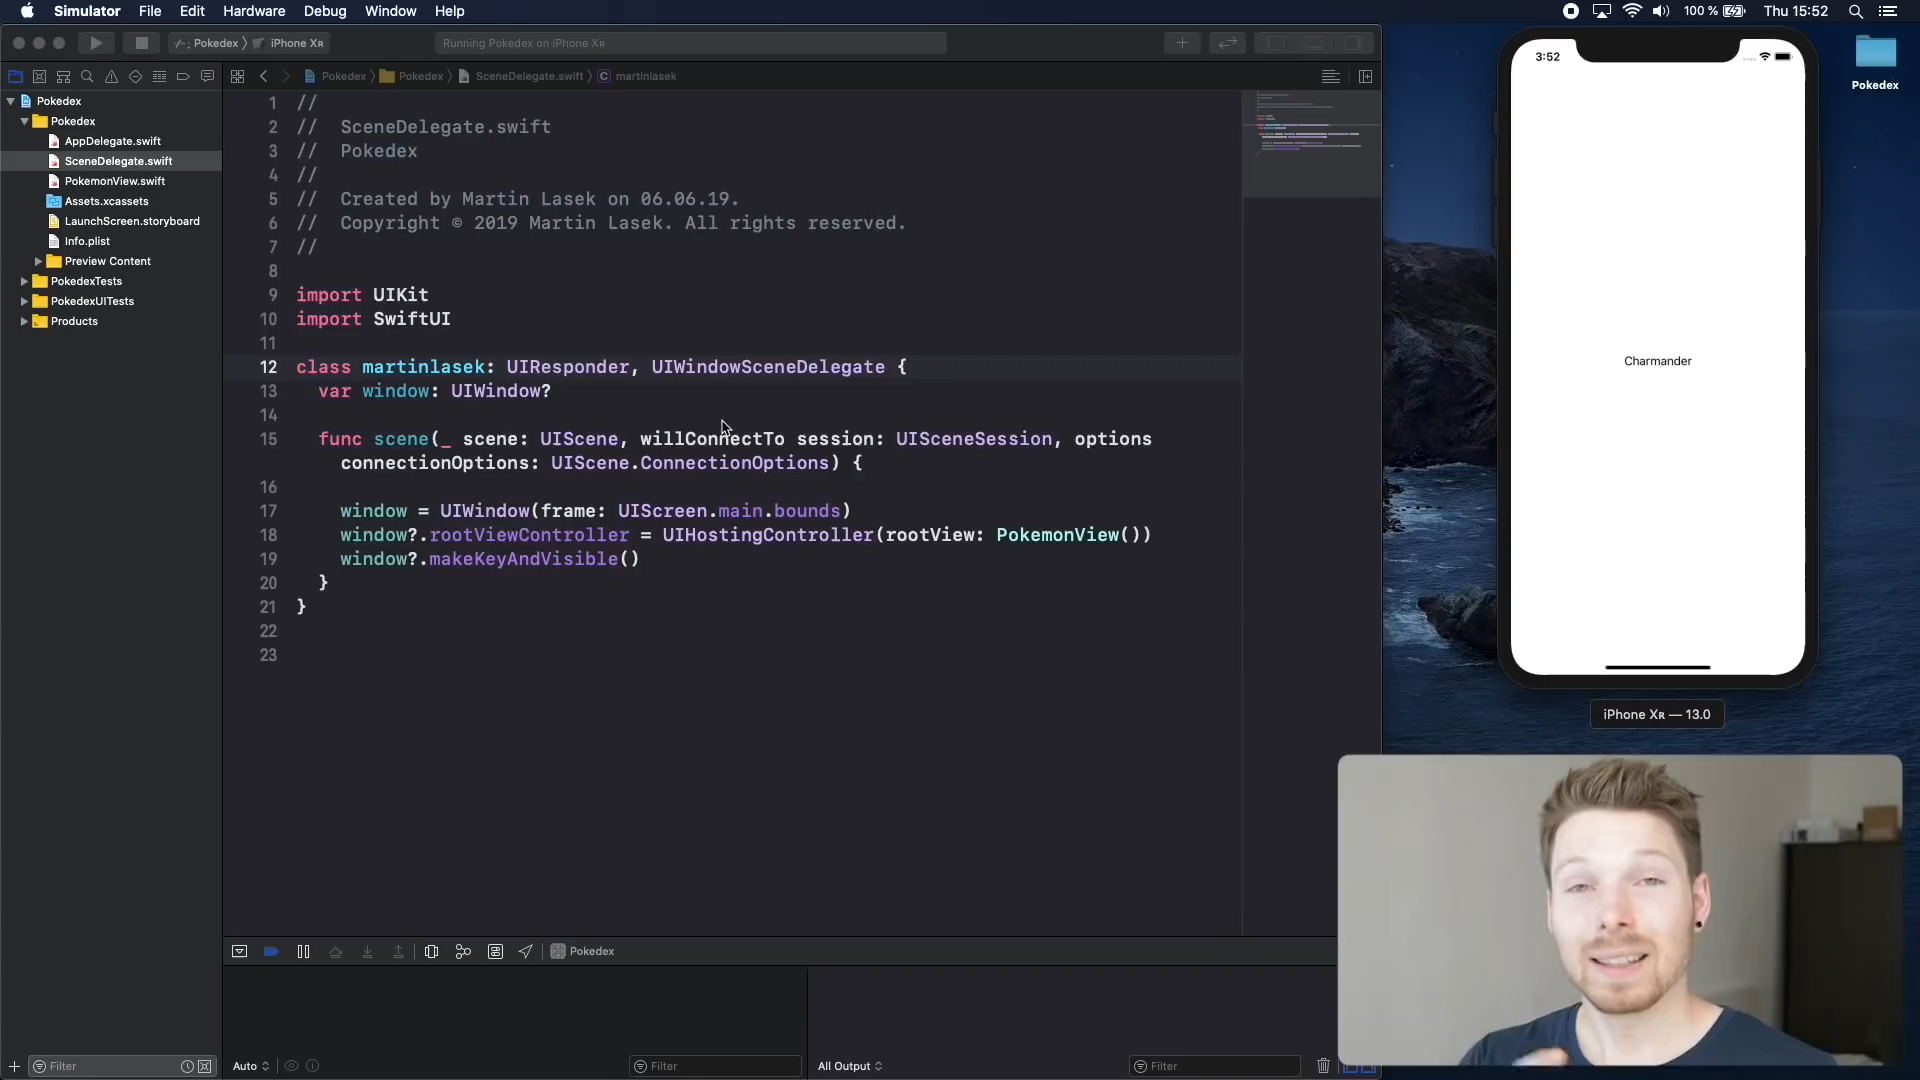 Simulator File Edit Hardware Debug Window Help
100 % Thu 15:52
Pokedex iPhone XR
Running Pokedex on iPhone XR
Pokedex Pokedex SceneDelegate.swift C martinlasek
Pokedex
Pokedex
AppDelegate.swift
SceneDelegate.swift
PokemonView.swift
Assets.xcassets
LaunchScreen.storyboard
Info.plist
Preview Content
PokedexTests
PokedexUITests
Products
1 //
2 // SceneDelegate.swift
3 // Pokedex
4 //
5 // Created by Martin Lasek on 06.06.19.
6 // Copyright © 2019 Martin Lasek. All rights reserved.
7 //
8
9 import UIKit
10 import SwiftUI
11
12 class martinlasek: UIResponder, UIWindowSceneDelegate {
13 var window: UIWindow?
14
15 func scene(_ scene: UIScene, willConnectTo session: UISceneSession, options
connectionOptions: UIScene.ConnectionOptions) {
16
17 window = UIWindow(frame: UIScreen.main.bounds)
18 window?.rootViewController = UIHostingController(rootView: PokemonView())
19 window?.makeKeyAndVisible()
20 }
21 }
22
23
Pokedex
Filter
Auto
Filter
All Output
Filter
3:52
Charmander
iPhone XR — 13.0
Pokedex